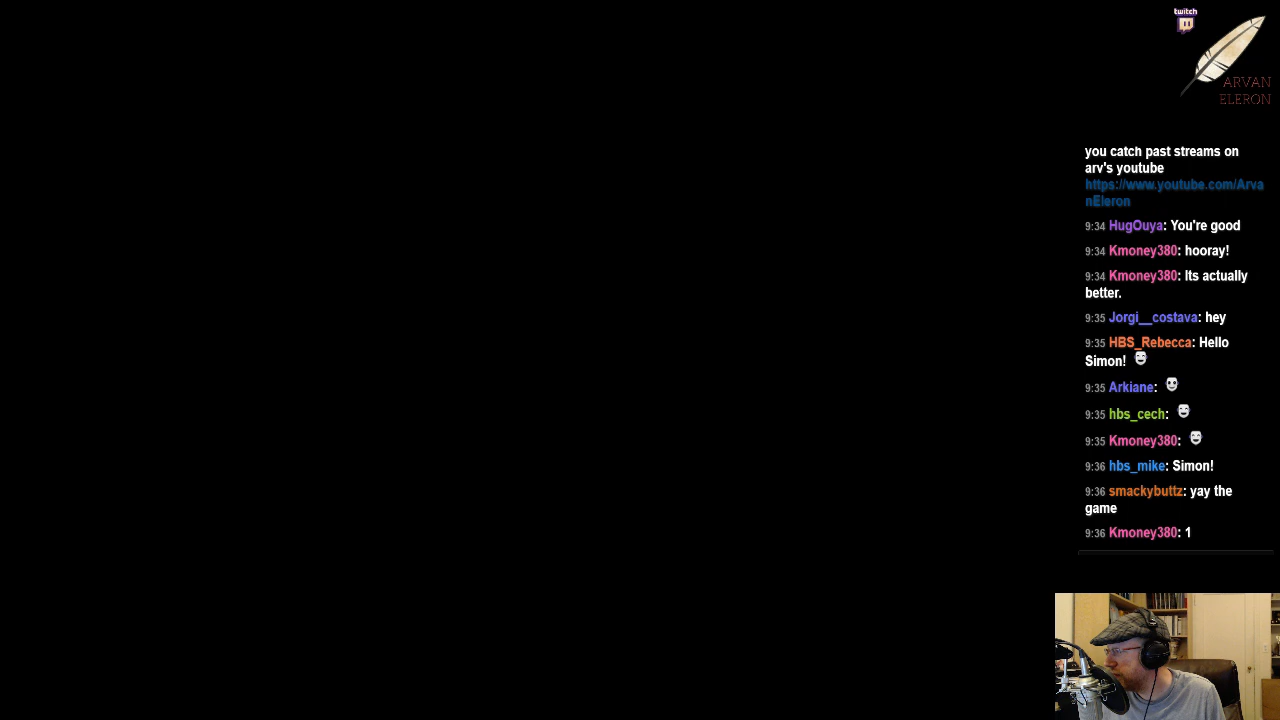 twitch
ARVAN
ELERON
you catch past streams on
arv's youtube
https://www.youtube.com/Arva
nEleron
9:34 HugOuya: You're good
9:34 Kmoney380: hooray!
9:34 Kmoney380: Its actually
better.
9:35 Jorgi__costava: hey
9:35 HBS_Rebecca: Hello
Simon!
9:35 Arkiane:
9:35 hbs_cech:
9:35 Kmoney380:
9:36 hbs_mike: Simon!
9:36 smackybuttz: yay the
game
9:36 Kmoney380: 1